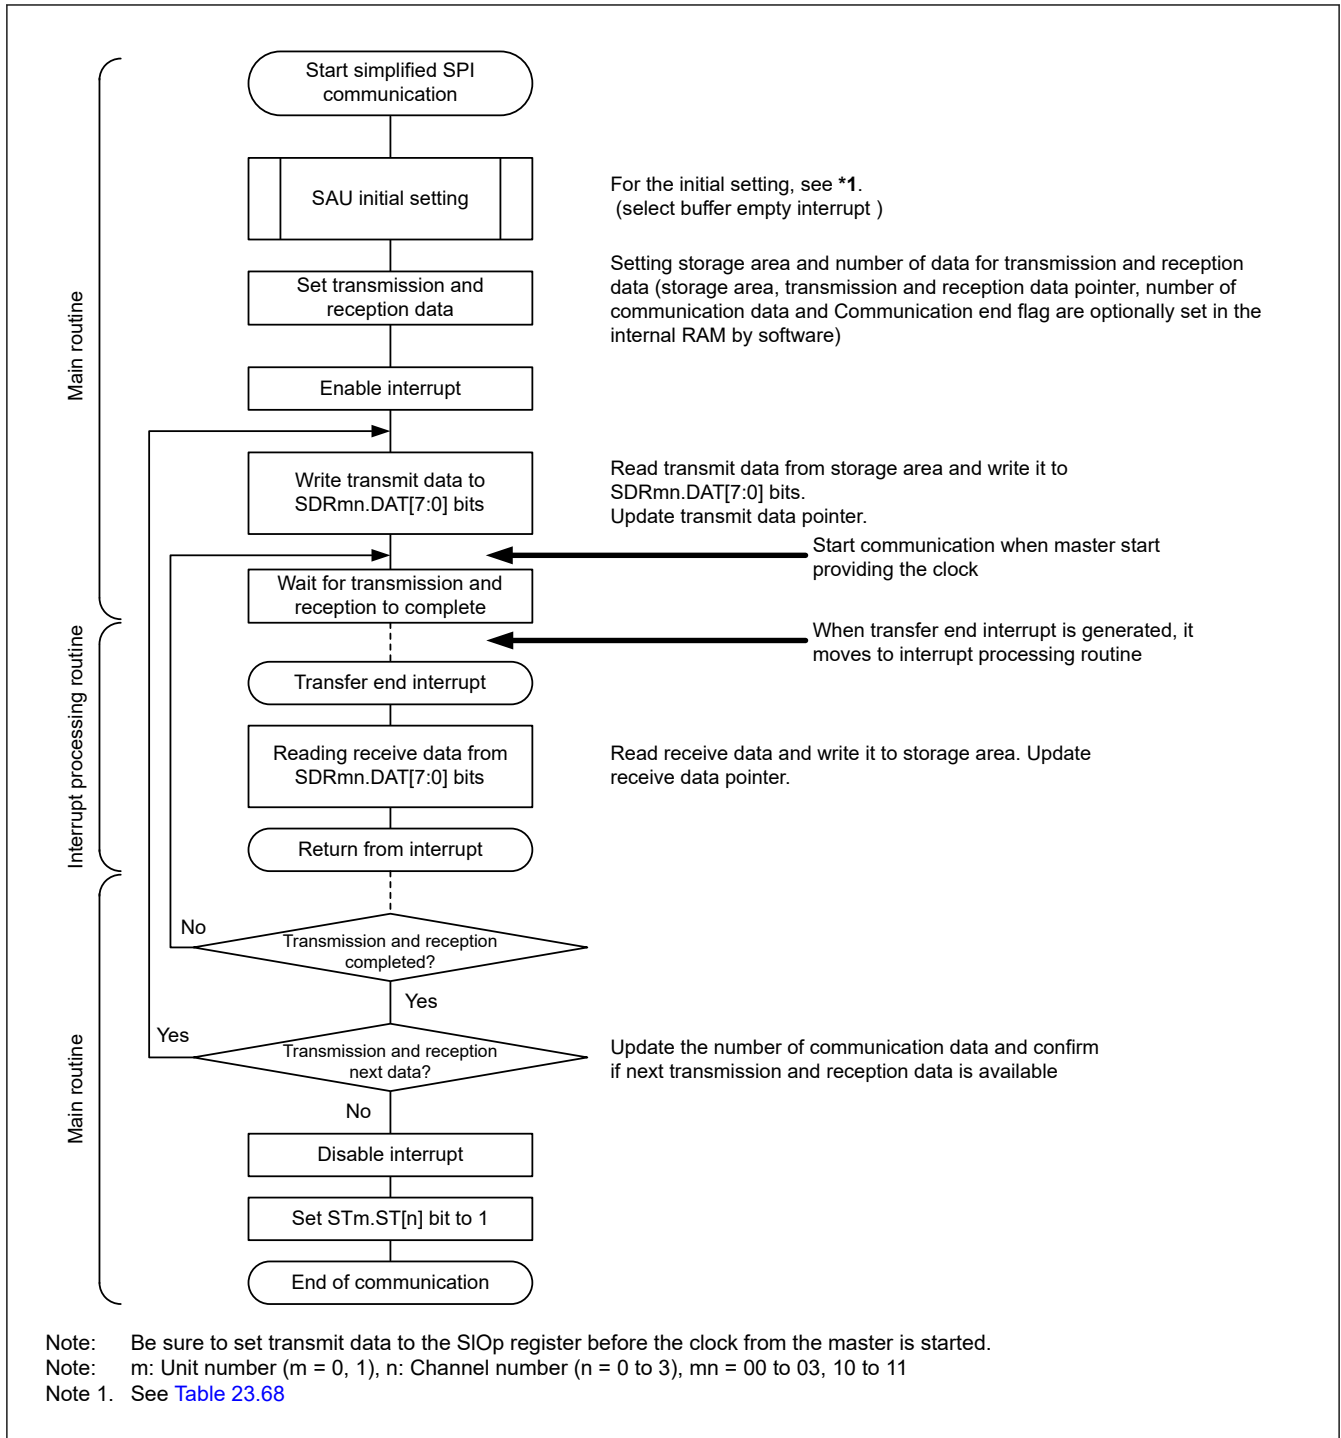 Start simplified SPI
communication
SAU initial setting
For the initial setting, see *1.
(select buffer empty interrupt )
Set transmission and
reception data
Setting storage area and number of data for transmission and reception
data (storage area, transmission and reception data pointer, number of
communication data and Communication end flag are optionally set in the
internal RAM by software)
Main routine
Enable interrupt
Write transmit data to
SDRmn.DAT[7:0] bits
Read transmit data from storage area and write it to
SDRmn.DAT[7:0] bits.
Update transmit data pointer.
Start communication when master start
providing the clock
Wait for transmission and
reception to complete
When transfer end interrupt is generated, it
moves to interrupt processing routine
Interrupt processing routine
Transfer end interrupt
Reading receive data from
SDRmn.DAT[7:0] bits
Read receive data and write it to storage area. Update
receive data pointer.
Return from interrupt
No
Transmission and reception
completed?
Yes
Yes
Transmission and reception
next data?
Update the number of communication data and confirm
if next transmission and reception data is available
Main routine
No
Disable interrupt
Set STm.ST[n] bit to 1
End of communication
Note: Be sure to set transmit data to the SIOp register before the clock from the master is started.
Note: m: Unit number (m = 0, 1), n: Channel number (n = 0 to 3), mn = 00 to 03, 10 to 11
Note 1. See Table 23.68